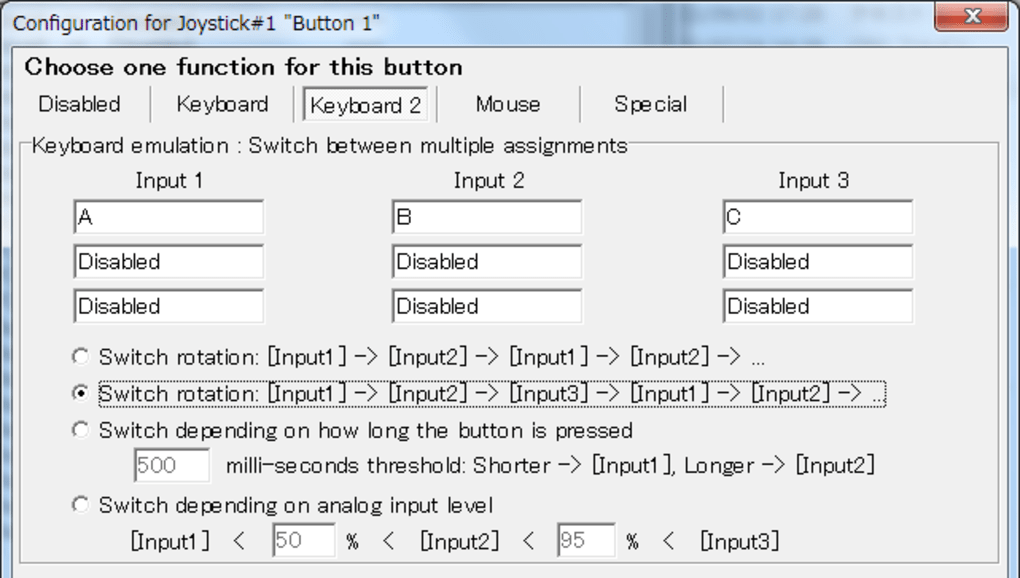 Configuration for Joystick#1 "Button 1"
x
Choose one function for this button
Disabled Keyboard Keyboard 2 Mouse Special
Keyboard emulation : Switch between multiple assignments
Input 1 Input 2 Input 3
A B C
Disabled Disabled Disabled
Disabled Disabled Disabled
Switch rotation: [Input1] -> [Input2] -> [Input1] -> [Input2] -> ...
Switch rotation: [Input1] -> [Input2] -> [Input3] -> [Input1] -> [Input2] -> ..
Switch depending on how long the button is pressed
500 milli-seconds threshold: Shorter -> [Input1], Longer -> [Input2]
Switch depending on analog input level
[Input1] < 50 % < [Input2] < 95 % < [Input3]